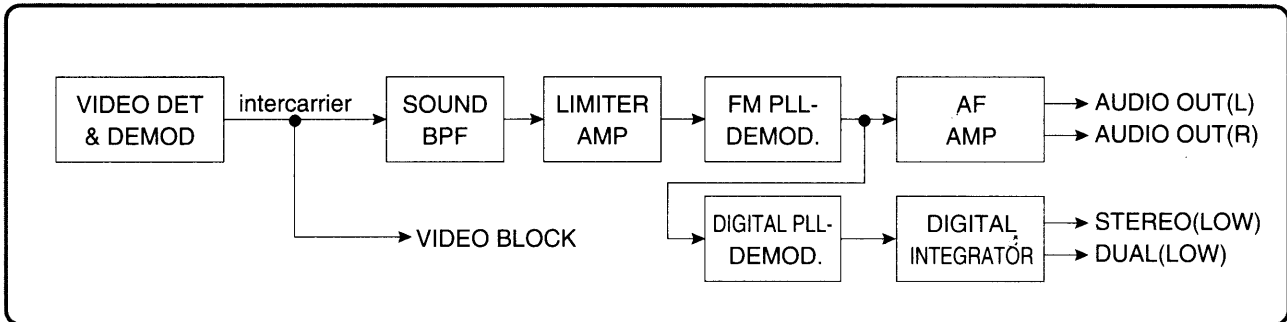 VIDEO DET
& DEMOD
intercarrier
SOUND
BPF
LIMITER
AMP
FM PLL-
DEMOD.
AF
AMP
AUDIO OUT(L)
AUDIO OUT(R)
VIDEO BLOCK
DIGITAL PLL-
DEMOD.
DIGITAL
INTEGRATOR
STEREO(LOW)
DUAL(LOW)